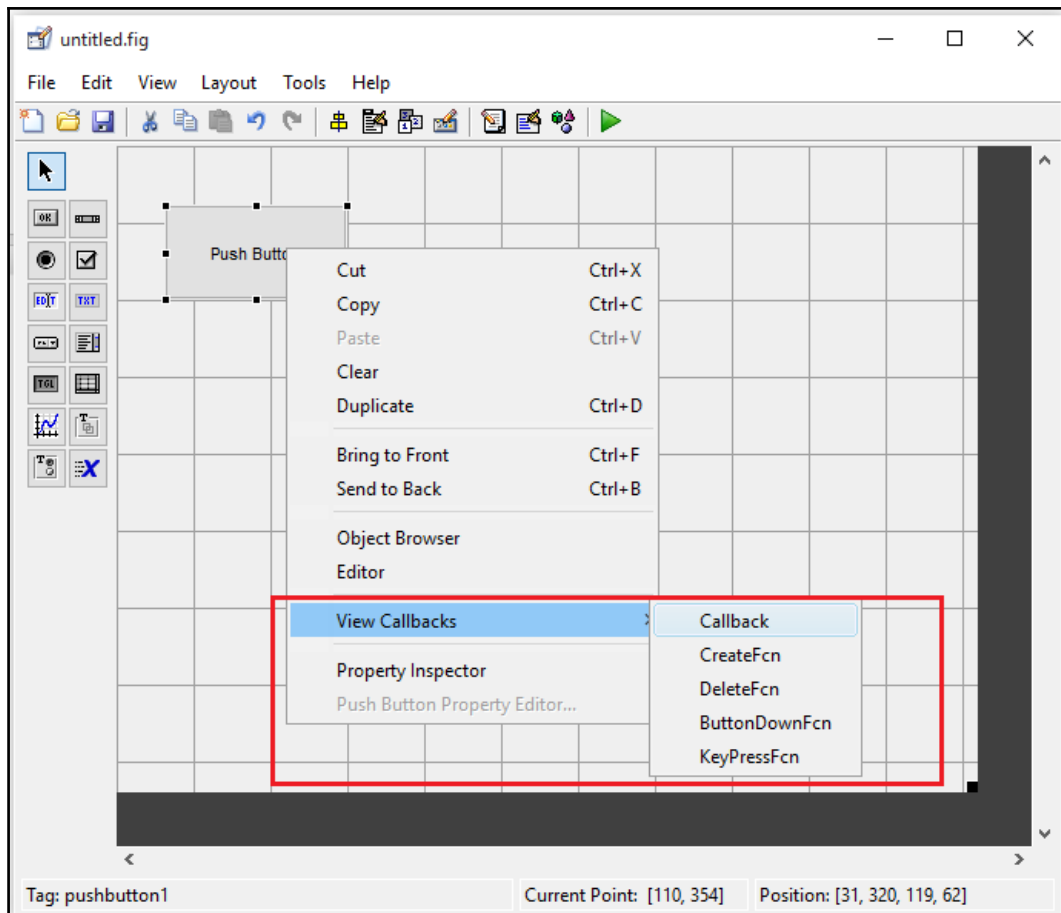 untitled.fig
File Edit View Layout Tools Help
OK
EDIT TXT
TGL
Push Butto
Cut Ctrl+X
Copy Ctrl+C
Paste Ctrl+V
Clear
Duplicate Ctrl+D
Bring to Front Ctrl+F
Send to Back Ctrl+B
Object Browser
Editor
View Callbacks
Property Inspector
Push Button Property Editor...
Callback
CreateFcn
DeleteFcn
ButtonDownFcn
KeyPressFcn
Tag: pushbutton1 Current Point: [110, 354] Position: [31, 320, 119, 62]